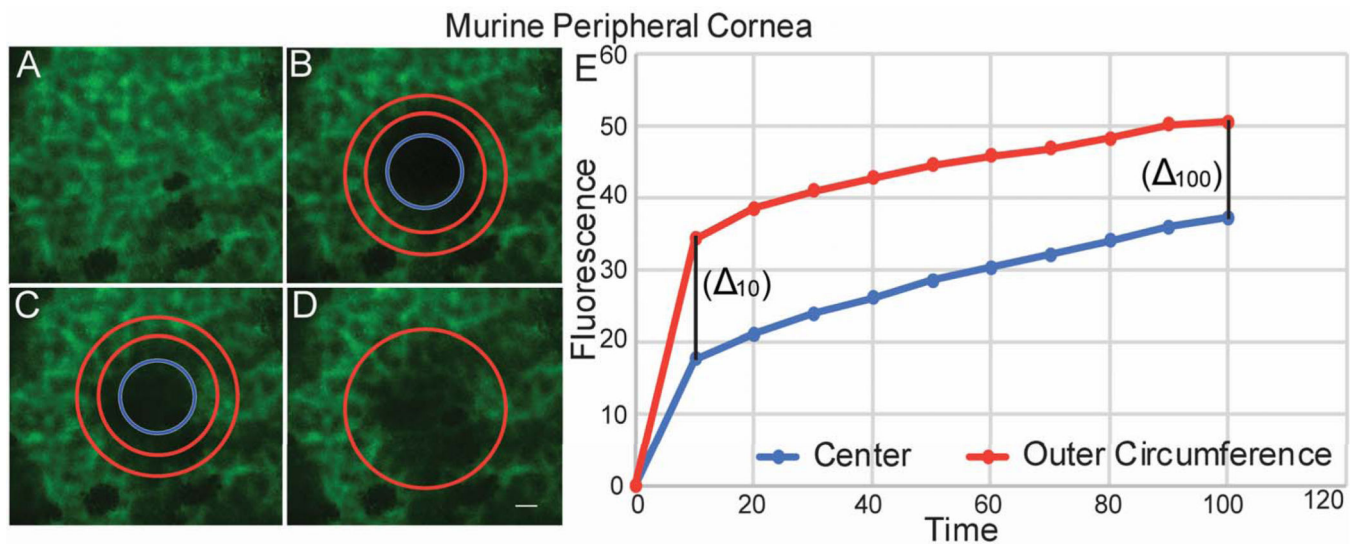 Murine Peripheral Cornea
A
B
C
D
E
60
50
40
30
20
10
0
Fluorescence
(Δ10)
(Δ100)
Center
Outer Circumference
0 20 40 60 80 100 120
Time